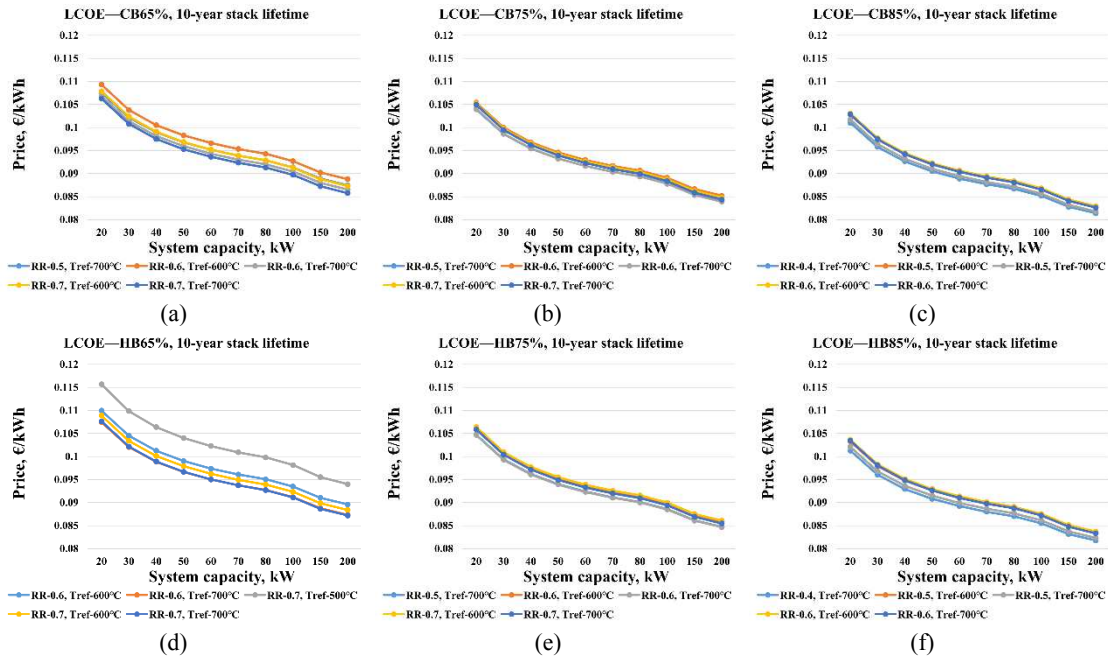 LCOE—CB65%, 10-year stack lifetime
Price, €/kWh
0.12
0.115
0.11
0.105
0.1
0.095
0.09
0.085
0.08
20 30 40 50 60 70 80 100 150 200
System capacity, kW
RR-0.5, Tref-700°C RR-0.6, Tref-600°C RR-0.6, Tref-700°C
RR-0.7, Tref-600°C RR-0.7, Tref-700°C
(a)
LCOE—CB75%, 10-year stack lifetime
Price, €/kWh
0.12
0.115
0.11
0.105
0.1
0.095
0.09
0.085
0.08
20 30 40 50 60 70 80 100 150 200
System capacity, kW
RR-0.5, Tref-700°C RR-0.6, Tref-600°C RR-0.6, Tref-700°C
RR-0.7, Tref-600°C RR-0.7, Tref-700°C
(b)
LCOE—CB85%, 10-year stack lifetime
Price, €/kWh
0.12
0.115
0.11
0.105
0.1
0.095
0.09
0.085
0.08
20 30 40 50 60 70 80 100 150 200
System capacity, kW
RR-0.4, Tref-700°C RR-0.5, Tref-600°C RR-0.5, Tref-700°C
RR-0.6, Tref-600°C RR-0.6, Tref-700°C
(c)
LCOE—HB65%, 10-year stack lifetime
Price, €/kWh
0.12
0.115
0.11
0.105
0.1
0.095
0.09
0.085
0.08
20 30 40 50 60 70 80 100 150 200
System capacity, kW
RR-0.6, Tref-600°C RR-0.6, Tref-700°C RR-0.7, Tref-500°C
RR-0.7, Tref-600°C RR-0.7, Tref-700°C
(d)
LCOE—HB75%, 10-year stack lifetime
Price, €/kWh
0.12
0.115
0.11
0.105
0.1
0.095
0.09
0.085
0.08
20 30 40 50 60 70 80 100 150 200
System capacity, kW
RR-0.5, Tref-700°C RR-0.6, Tref-600°C RR-0.6, Tref-700°C
RR-0.7, Tref-600°C RR-0.7, Tref-700°C
(e)
LCOE—HB85%, 10-year stack lifetime
Price, €/kWh
0.12
0.115
0.11
0.105
0.1
0.095
0.09
0.085
0.08
20 30 40 50 60 70 80 100 150 200
System capacity, kW
RR-0.4, Tref-700°C RR-0.5, Tref-600°C RR-0.5, Tref-700°C
RR-0.6, Tref-600°C RR-0.6, Tref-700°C
(f)